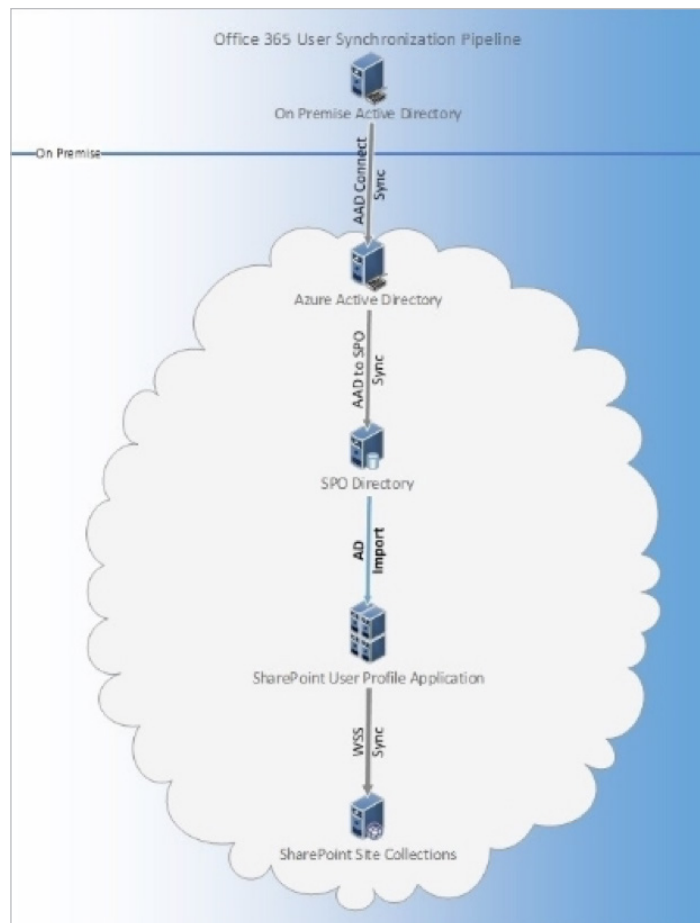 Office 365 User Synchronization Pipeline
On Premise Active Directory
On Premise
AAD Connect
Sync
Azure Active Directory
AAD to SPO
Sync
SPO Directory
AD
Import
SharePoint User Profile Application
WSS
Sync
SharePoint Site Collections